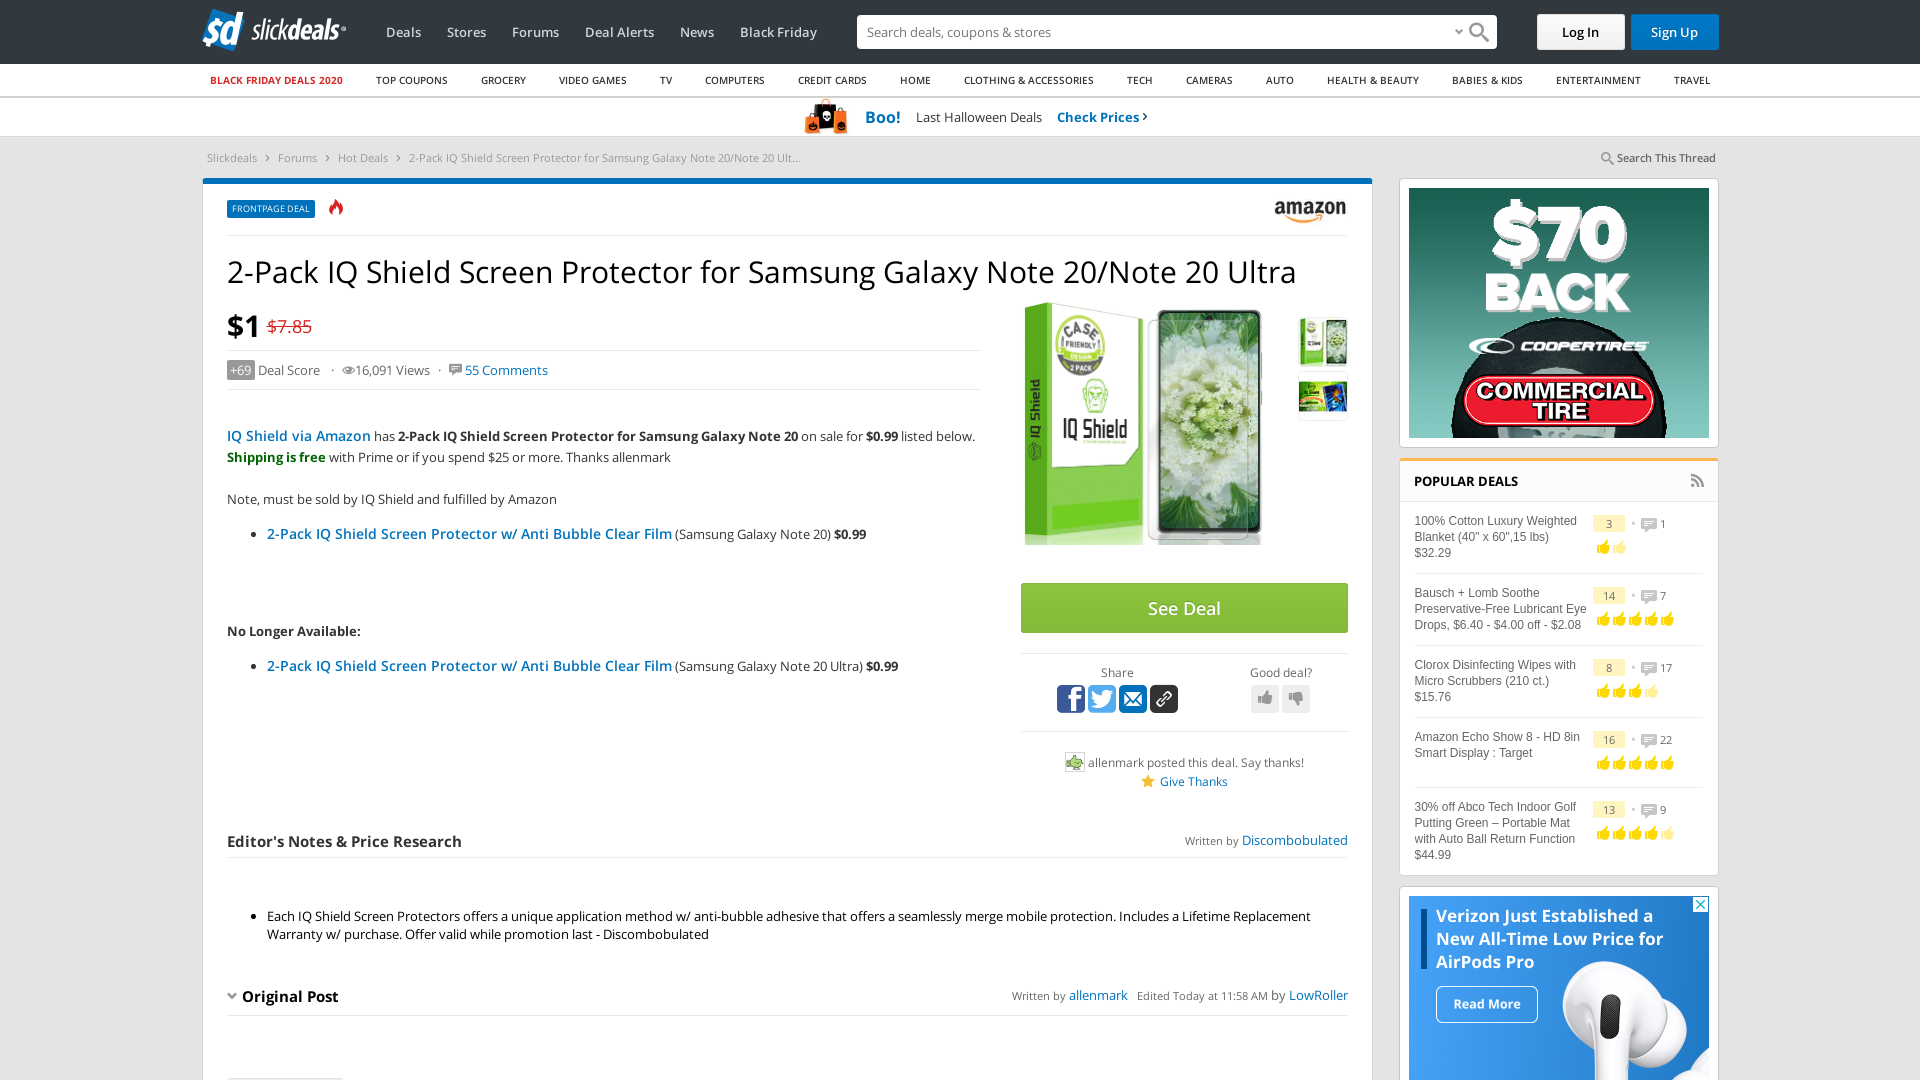 slickdeals
Deals
Stores
Forums
Deal Alerts
News
Black Friday
Search deals, coupons & stores
Log In
Sign Up
BLACK FRIDAY DEALS 2020
TOP COUPONS
GROCERY
VIDEO GAMES
TV
COMPUTERS
CREDIT CARDS
HOME
CLOTHING & ACCESSORIES
TECH
CAMERAS
AUTO
HEALTH & BEAUTY
BABIES & KIDS
ENTERTAINMENT
TRAVEL
Boo! Last Halloween Deals Check Prices
Slickdeals > Forums > Hot Deals > 2-Pack IQ Shield Screen Protector for Samsung Galaxy Note 20/Note 20 Ult...
Search This Thread
FRONTPAGE DEAL
amazon
2-Pack IQ Shield Screen Protector for Samsung Galaxy Note 20/Note 20 Ultra
$1 $7.85
+69 Deal Score · 16,091 Views · 55 Comments
IQ Shield via Amazon has 2-Pack IQ Shield Screen Protector for Samsung Galaxy Note 20 on sale for $0.99 listed below.
Shipping is free with Prime or if you spend $25 or more. Thanks allenmark
Note, must be sold by IQ Shield and fulfilled by Amazon
• 2-Pack IQ Shield Screen Protector w/ Anti Bubble Clear Film (Samsung Galaxy Note 20) $0.99
No Longer Available:
• 2-Pack IQ Shield Screen Protector w/ Anti Bubble Clear Film (Samsung Galaxy Note 20 Ultra) $0.99
CASE
FRIENDLY
DESIGN
2 PACK
IQ Shield
IQ Shield
See Deal
Share
Good deal?
allenmark posted this deal. Say thanks!
Give Thanks
Editor's Notes & Price Research
Written by Discombobulated
• Each IQ Shield Screen Protectors offers a unique application method w/ anti-bubble adhesive that offers a seamlessly merge mobile protection. Includes a Lifetime Replacement
Warranty w/ purchase. Offer valid while promotion last - Discombobulated
Original Post
Written by allenmark Edited Today at 11:58 AM by LowRoller
$70
BACK
COOPERTIRES
COMMERCIAL
TIRE
POPULAR DEALS
100% Cotton Luxury Weighted
Blanket (40" x 60",15 lbs)
$32.29
3 • 1
Bausch + Lomb Soothe
Preservative-Free Lubricant Eye
Drops, $6.40 - $4.00 off - $2.08
14 • 7
Clorox Disinfecting Wipes with
Micro Scrubbers (210 ct.)
$15.76
8 • 17
Amazon Echo Show 8 - HD 8in
Smart Display : Target
16 • 22
30% off Abco Tech Indoor Golf
Putting Green – Portable Mat
with Auto Ball Return Function
$44.99
13 • 9
Verizon Just Established a
New All-Time Low Price for
AirPods Pro
Read More